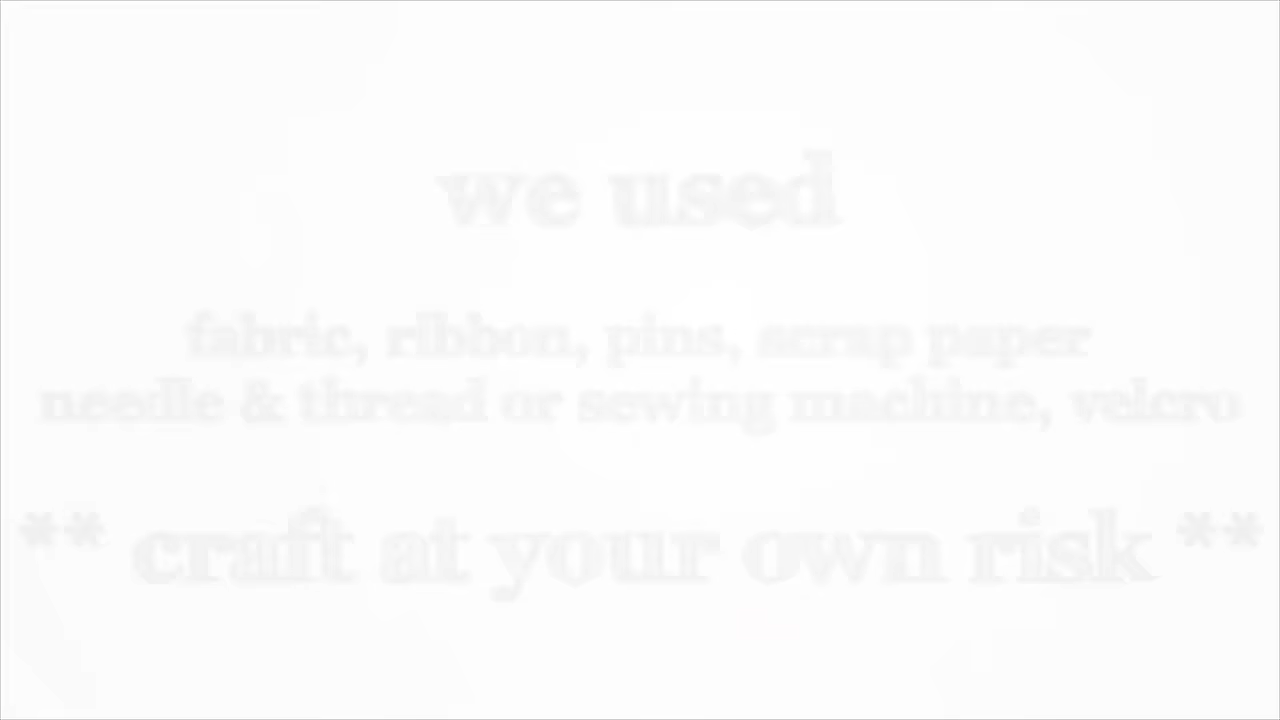 we used
fabric, ribbon, pins, scrap paper
needle & thread or sewing machine, velcro
** craft at your own risk **